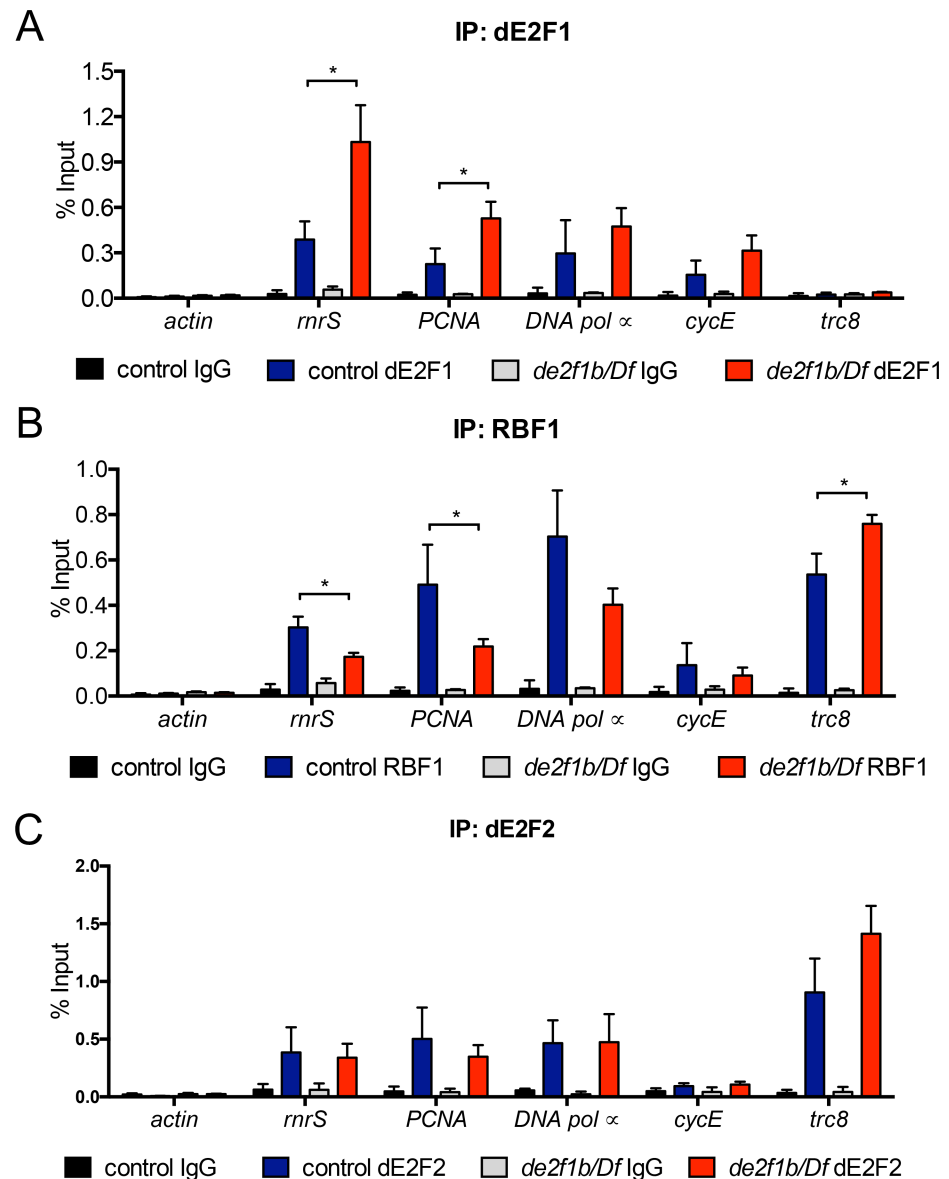 A
IP: dE2F1
% Input
1.5
1.2
0.9
0.6
0.3
0.0
*
*
actin rnrS PCNA DNA pol ∝ cycE trc8
control IgG control dE2F1 de2f1b/Df IgG de2f1b/Df dE2F1
B
IP: RBF1
% Input
1.0
0.8
0.6
0.4
0.2
0.0
*
*
*
actin rnrS PCNA DNA pol ∝ cycE trc8
control IgG control RBF1 de2f1b/Df IgG de2f1b/Df RBF1
C
IP: dE2F2
% Input
2.0
1.5
1.0
0.5
0.0
actin rnrS PCNA DNA pol ∝ cycE trc8
control IgG control dE2F2 de2f1b/Df IgG de2f1b/Df dE2F2